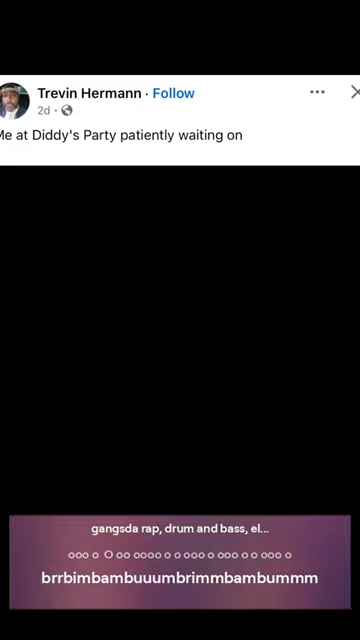 Trevin Hermann · Follow
2d ·
Me at Diddy's Party patiently waiting on
gangsda rap, drum and bass, el...
ooo o O oo oooo o o ooo o ooo o o ooo o
brrbimbambuuumbrimmbambummm